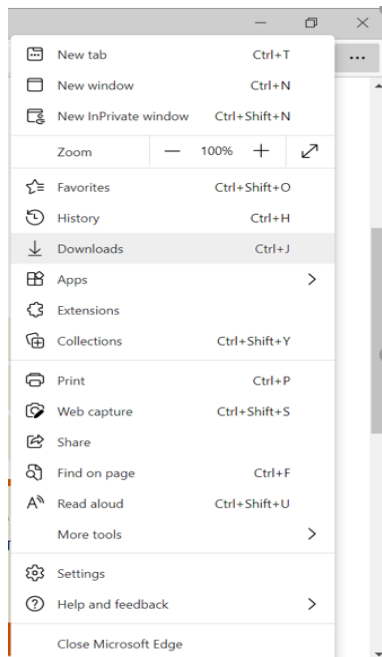 New tab Ctrl+T
New window Ctrl+N
New InPrivate window Ctrl+Shift+N
Zoom — 100% +
Favorites Ctrl+Shift+O
History Ctrl+H
Downloads Ctrl+J
Apps
Extensions
Collections Ctrl+Shift+Y
Print Ctrl+P
Web capture Ctrl+Shift+S
Share
Find on page Ctrl+F
Read aloud Ctrl+Shift+U
More tools
Settings
Help and feedback
Close Microsoft Edge